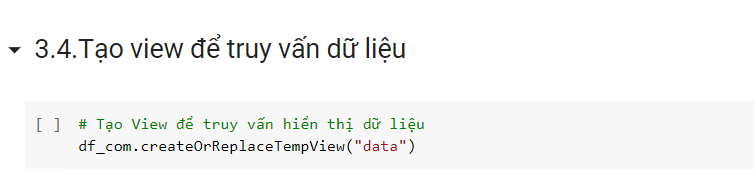 3.4.Tạo view để truy vấn dữ liệu
[ ] # Tạo View để truy vấn hiển thị dữ liệu
df_com.createOrReplaceTempView("data")